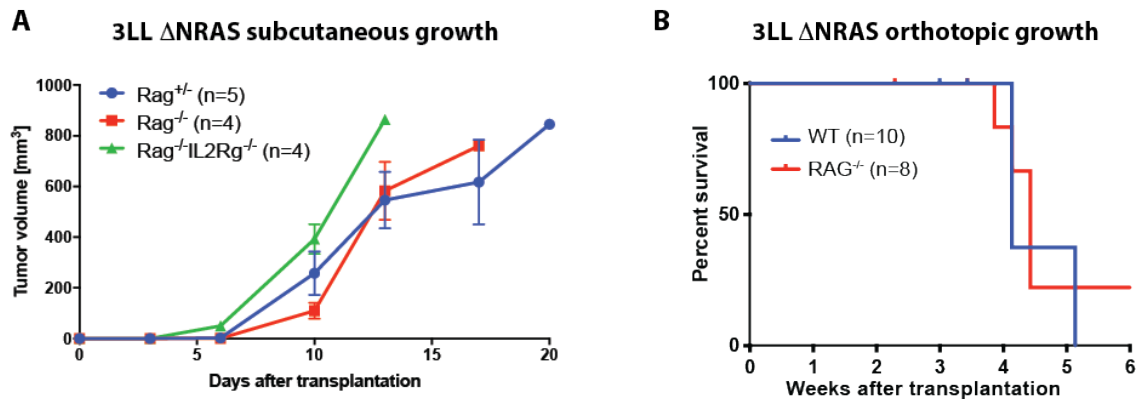 A
3LL ΔNRAS subcutaneous growth
1000
800
600
400
200
0
Tumor volume [mm³]
Rag+/- (n=5)
Rag-/- (n=4)
Rag-/-IL2Rg-/- (n=4)
0 5 10 15 20
Days after transplantation
B
3LL ΔNRAS orthotopic growth
100
50
0
Percent survival
WT (n=10)
RAG-/- (n=8)
0 1 2 3 4 5 6
Weeks after transplantation